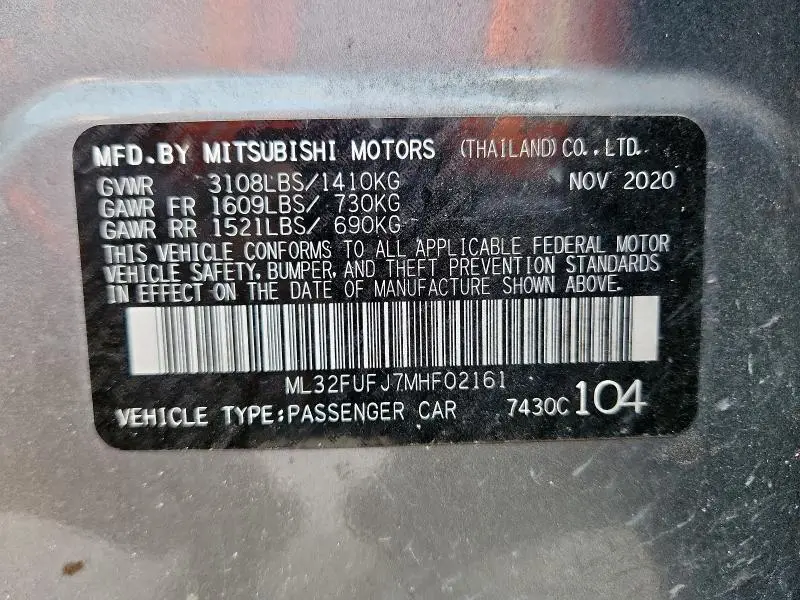 MFD.BY MITSUBISHI MOTORS (THAILAND) CO., LTD.
GVWR 3108LBS/1410KG NOV 2020
GAWR FR 1609LBS/ 730KG
GAWR RR 1521LBS/ 690KG
THIS VEHICLE CONFORMS TO ALL APPLICABLE FEDERAL MOTOR
VEHICLE SAFETY, BUMPER, AND THEFT PREVENTION STANDARDS
IN EFFECT ON THE DATE OF MANUFACTURE SHOWN ABOVE.
ML32FUFJ7MHF02161
VEHICLE TYPE:PASSENGER CAR 7430C 104